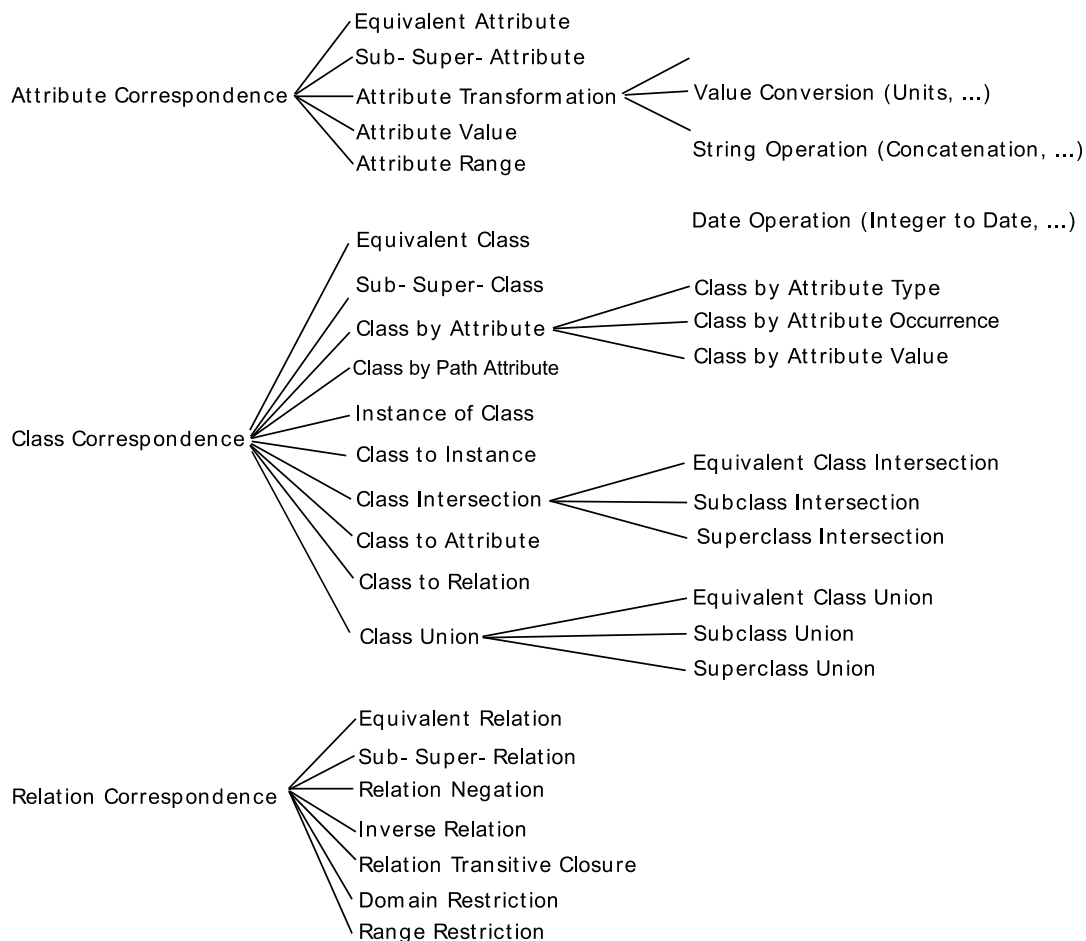 Equivalent Attribute
Sub- Super- Attribute
Attribute Correspondence
Attribute Transformation
Value Conversion (Units, ...)
Attribute Value
String Operation (Concatenation, ...)
Attribute Range
Date Operation (Integer to Date, ...)
Equivalent Class
Sub- Super- Class
Class by Attribute Type
Class by Attribute
Class by Attribute Occurrence
Class by Attribute Value
Class by Path Attribute
Instance of Class
Class Correspondence
Class to Instance
Equivalent Class Intersection
Class Intersection
Subclass Intersection
Superclass Intersection
Class to Attribute
Class to Relation
Equivalent Class Union
Class Union
Subclass Union
Superclass Union
Equivalent Relation
Sub- Super- Relation
Relation Correspondence
Relation Negation
Inverse Relation
Relation Transitive Closure
Domain Restriction
Range Restriction